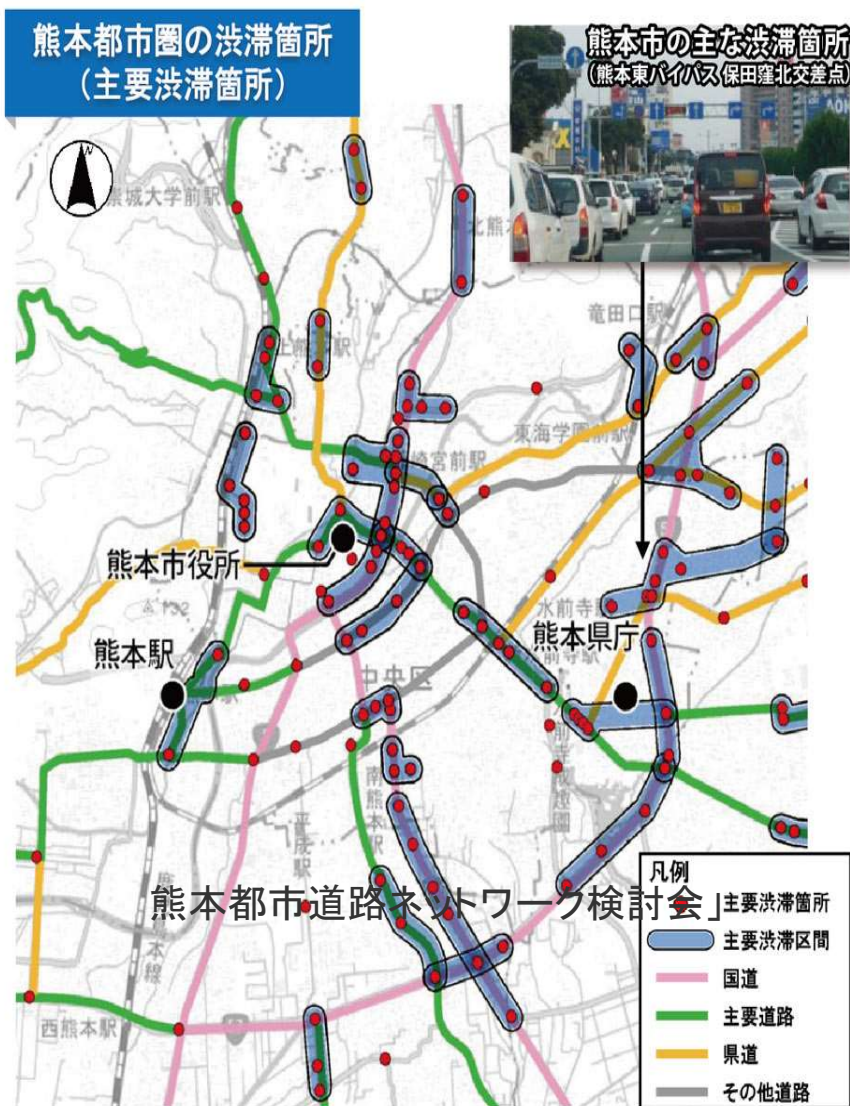 熊本都市圏の渋滞箇所
(主要渋滞箇所)
熊本市の主な渋滞箇所
(熊本東バイパス 保田窪北交差点)
N
崇城大学前駅
竜田口駅
東海学園前駅
熊本市役所
132
水前寺駅
熊本県庁
熊本駅
中央区
南熊本駅
平成駅
熊本都市道路ネットワーク検討会」
西熊本駅
凡例
主要渋滞箇所
主要渋滞区間
国道
主要道路
県道
その他道路